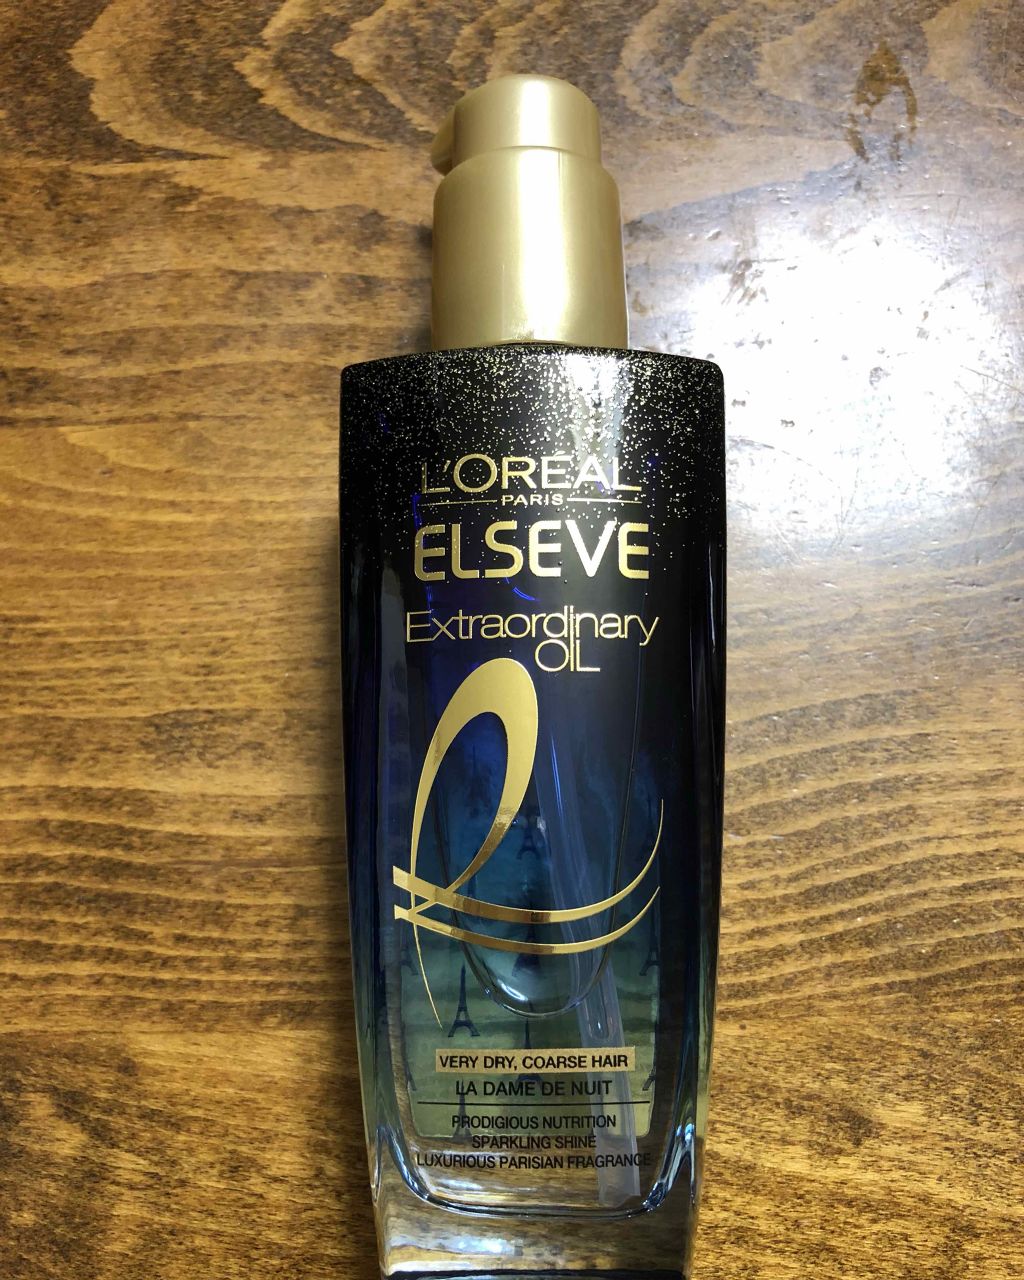 L'ORÉAL
PARIS
ELSEVE
Extraordinary
OIL
VERY DRY, COARSE HAIR
LA DAME DE NUIT
PRODIGIOUS NUTRITION
SPARKLING SHINE
LUXURIOUS PARISIAN FRAGRANCE